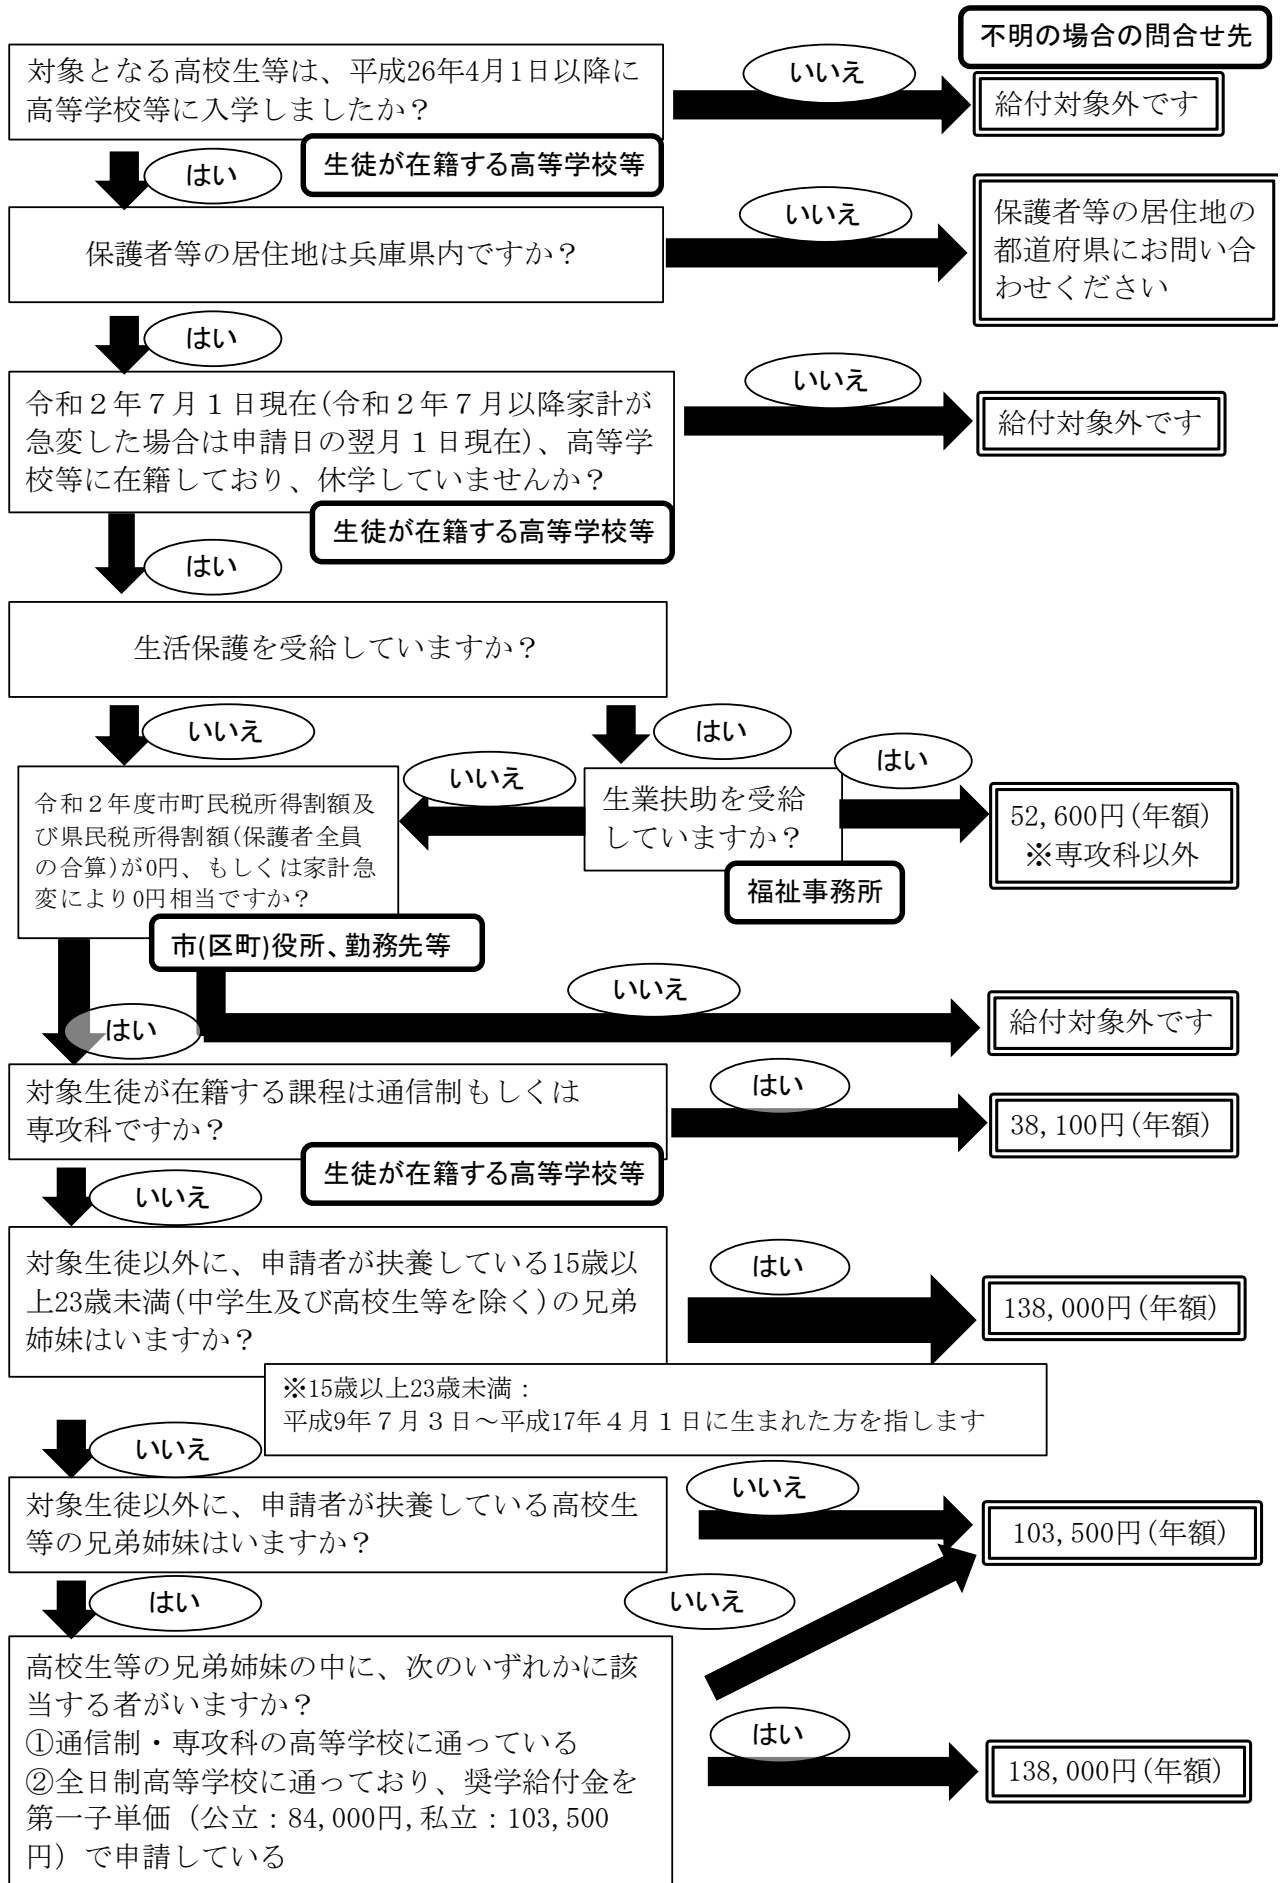 不明の場合の問合せ先
対象となる高校生等は、平成26年4月1日以降に
高等学校等に入学しましたか？
いいえ
給付対象外です
生徒が在籍する高等学校等
はい
保護者等の居住地は兵庫県内ですか？
いいえ
保護者等の居住地の
都道府県にお問い合
わせください
はい
令和２年７月１日現在(令和２年７月以降家計が
急変した場合は申請日の翌月１日現在)、高等学
校等に在籍しており、休学していませんか？
いいえ
給付対象外です
生徒が在籍する高等学校等
はい
生活保護を受給していますか？
いいえ
はい
令和２年度市町民税所得割額及
び県民税所得割額(保護者全員
の合算)が0円、もしくは家計急
変により0円相当ですか？
いいえ
生業扶助を受給
していますか？
はい
52,600円(年額)
※専攻科以外
福祉事務所
市(区町)役所、勤務先等
いいえ
給付対象外です
はい
対象生徒が在籍する課程は通信制もしくは
専攻科ですか？
はい
38,100円(年額)
生徒が在籍する高等学校等
いいえ
対象生徒以外に、申請者が扶養している15歳以
上23歳未満(中学生及び高校生等を除く)の兄弟
姉妹はいますか？
はい
138,000円(年額)
※15歳以上23歳未満：
平成9年７月３日～平成17年４月１日に生まれた方を指します
いいえ
対象生徒以外に、申請者が扶養している高校生
等の兄弟姉妹はいますか？
いいえ
103,500円(年額)
はい
いいえ
高校生等の兄弟姉妹の中に、次のいずれかに該
当する者がいますか？
①通信制・専攻科の高等学校に通っている
②全日制高等学校に通っており、奨学給付金を
第一子単価（公立：84,000円,私立：103,500
円）で申請している
はい
138,000円(年額)